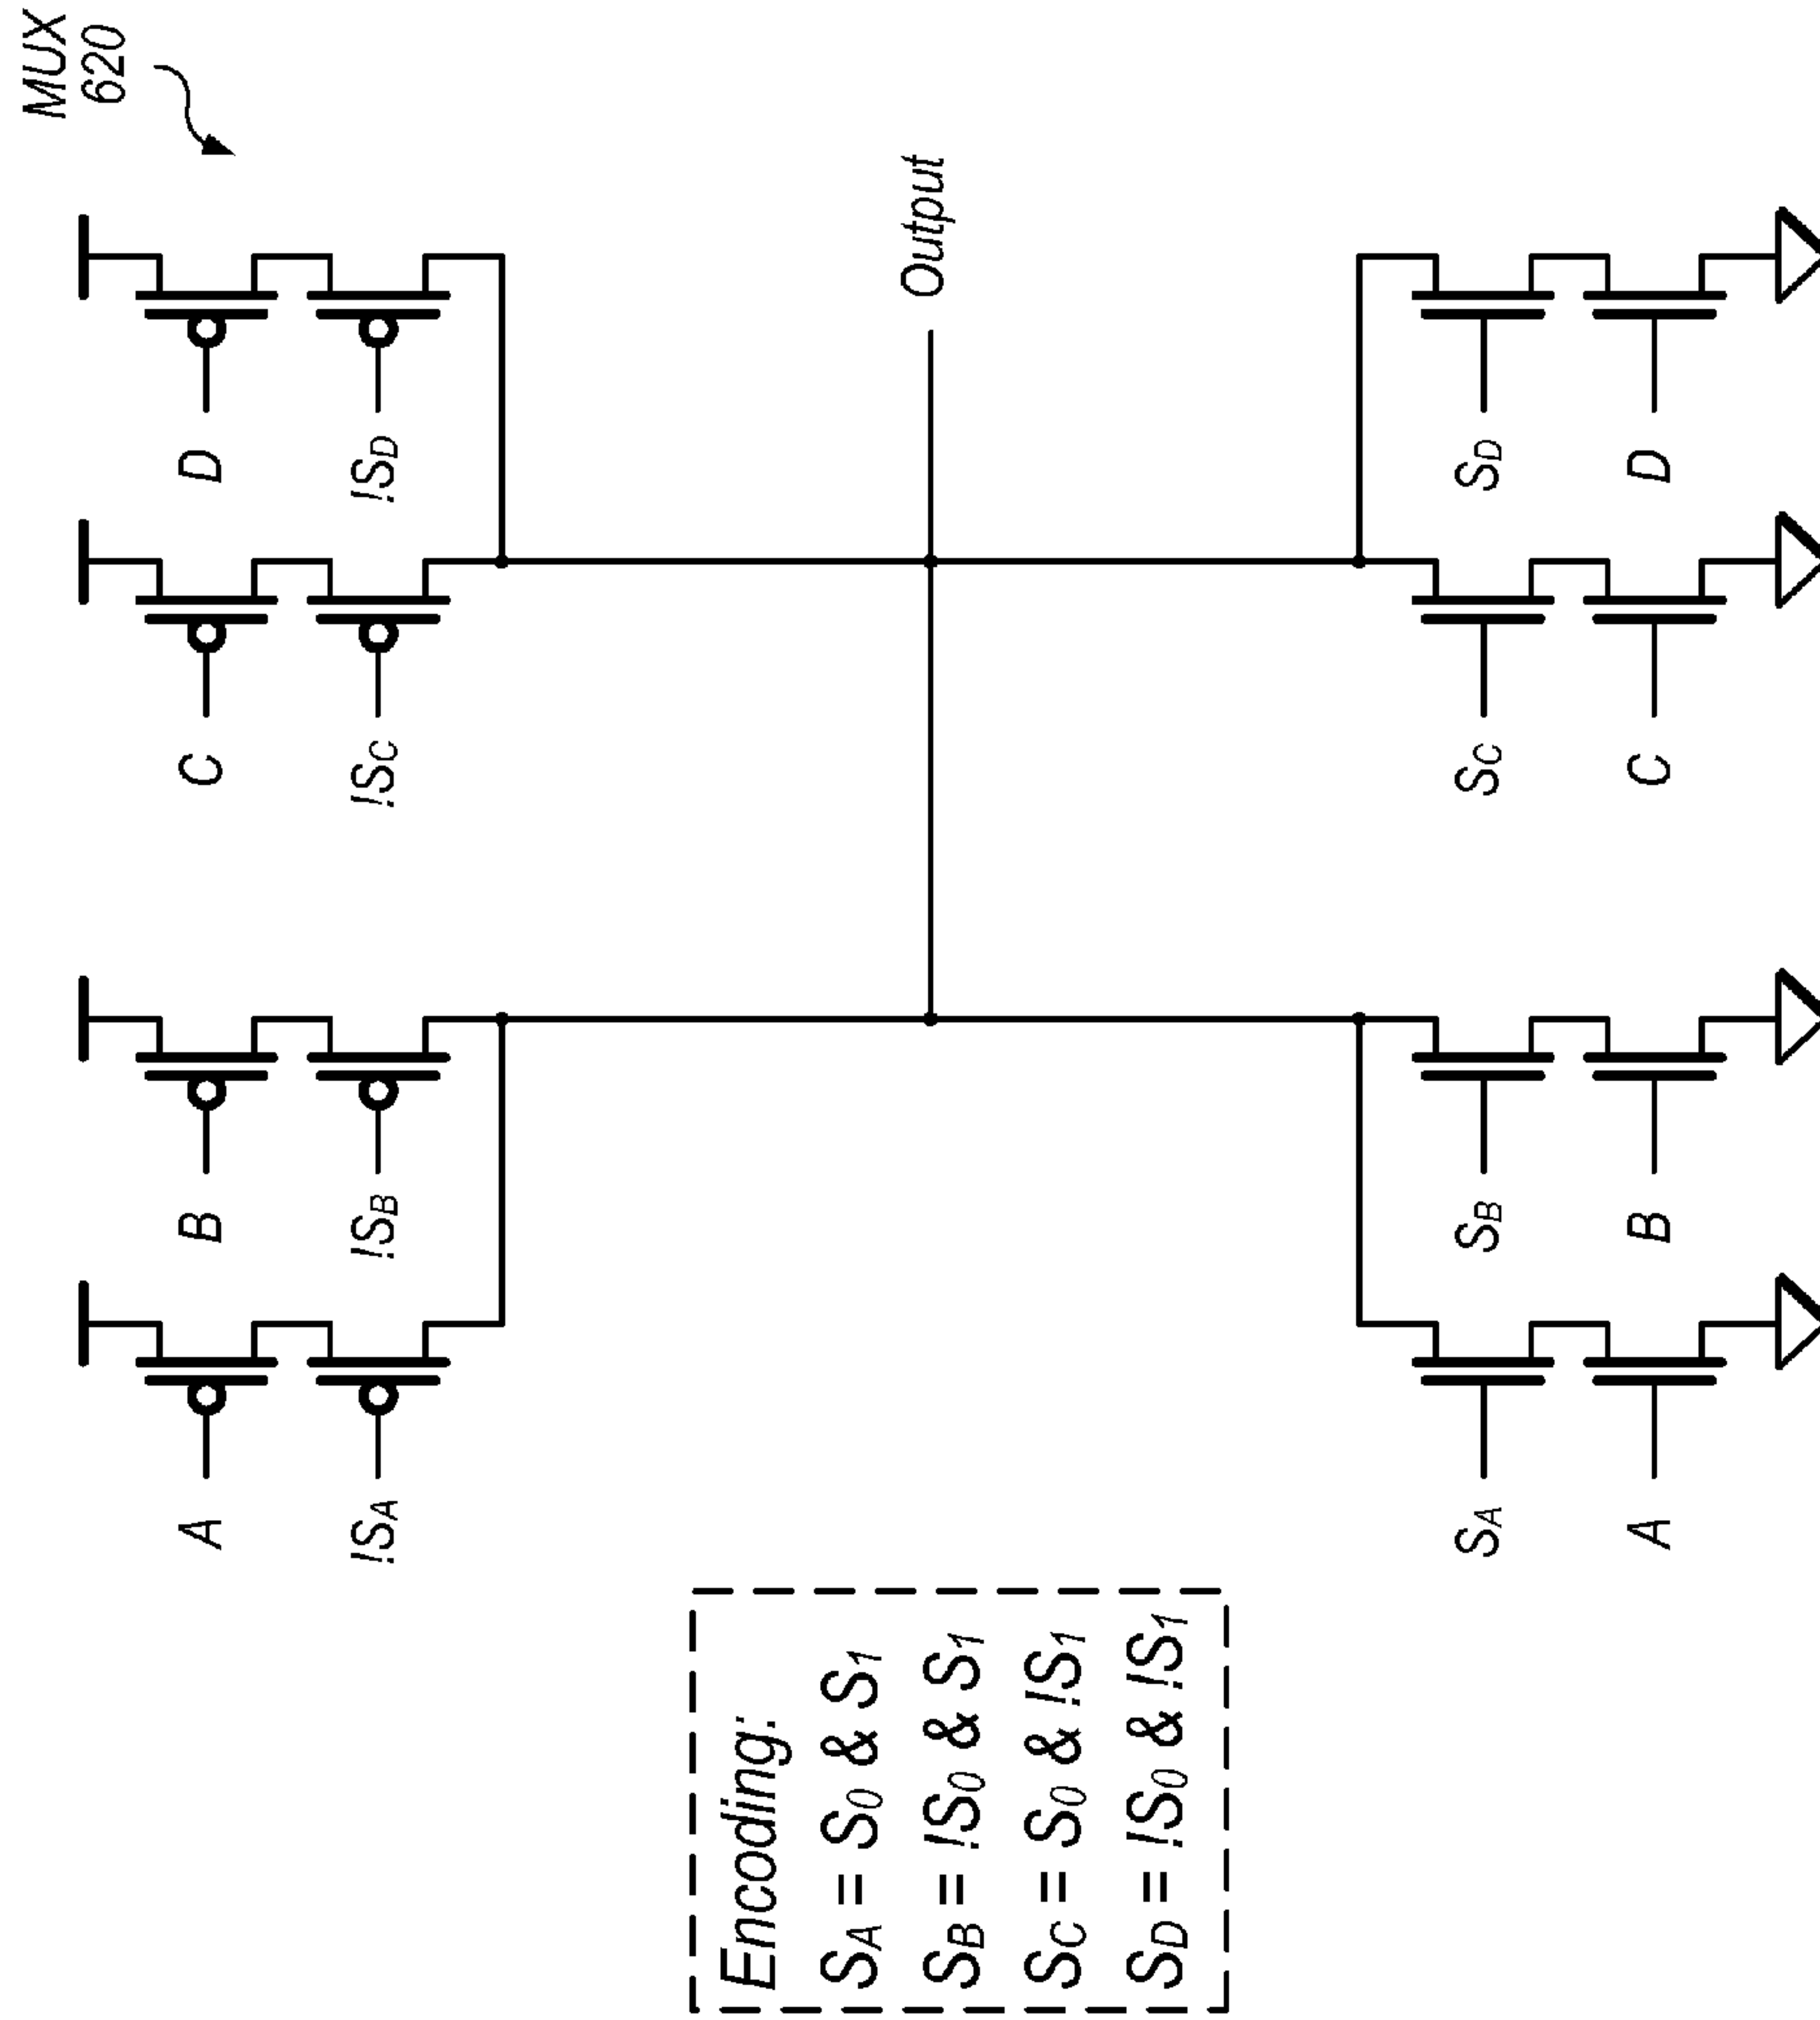 MUX
620
A
B
C
D
!SA
!SB
!SC
!SD
Output
Encoding:
SA = S0 & S1
SB = !S0 & S1
SC = S0 & !S1
SD = !S0 & !S1
SA
SB
SC
SD
A
B
C
D